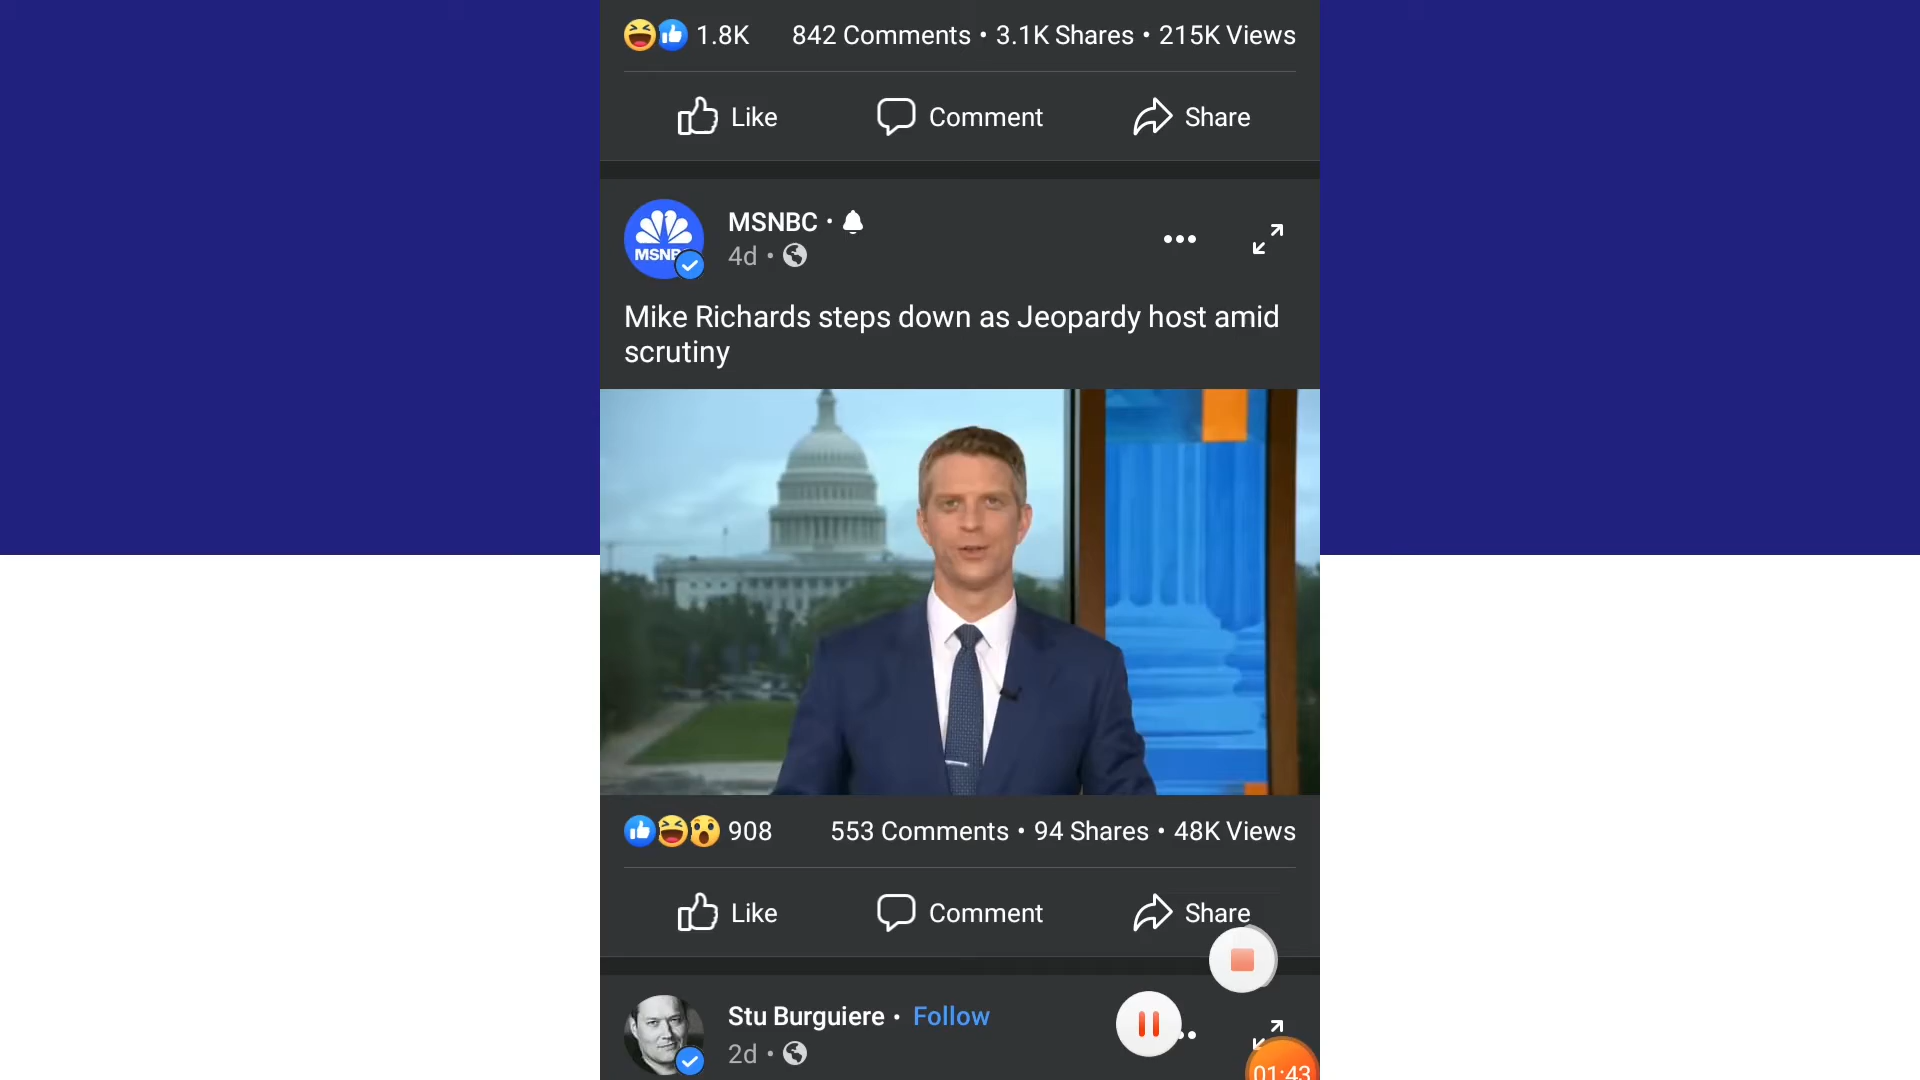 1.8K 842 Comments • 3.1K Shares • 215K Views
Like Comment Share
MSNBC •
4d •
Mike Richards steps down as Jeopardy host amid
scrutiny
908 553 Comments • 94 Shares • 48K Views
Like Comment Share
Stu Burguiere • Follow
2d •
01:43